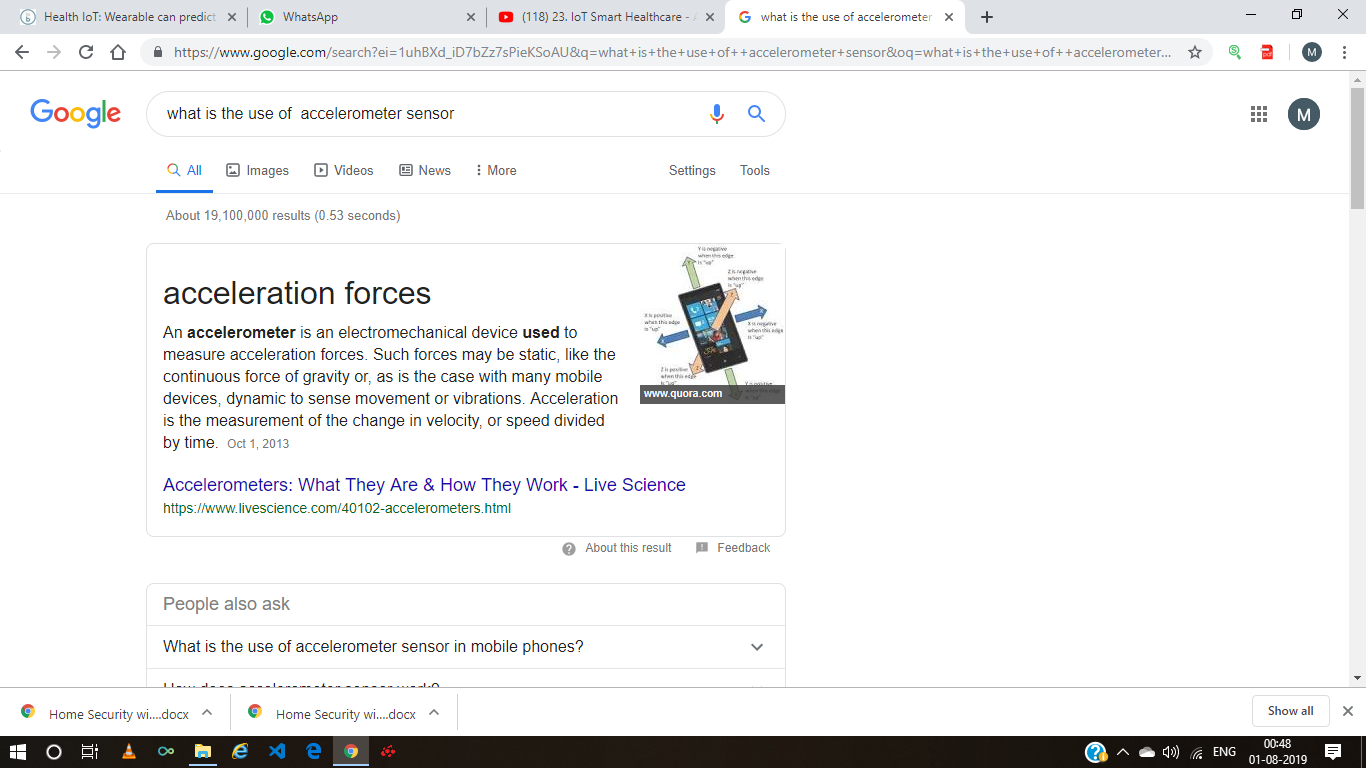 Health IoT: Wearable can predict
WhatsApp
(118) 23. IoT Smart Healthcare - A
what is the use of accelerometer
https://www.google.com/search?ei=1uhBXd_iD7bZz7sPieKSoAU&q=what+is+the+use+of++accelerometer+sensor&oq=what+is+the+use+of++accelerometer...
M
Google
what is the use of  accelerometer sensor
M
All Images Videos News More Settings Tools
About 19,100,000 results (0.53 seconds)
acceleration forces
An accelerometer is an electromechanical device used to
measure acceleration forces. Such forces may be static, like the
continuous force of gravity or, as is the case with many mobile
devices, dynamic to sense movement or vibrations. Acceleration
is the measurement of the change in velocity, or speed divided
by time. Oct 1, 2013
Y is negative
when this edge
is "up"
Z is negative
when this edge
is "up"
X is positive
when this edge
is "up"
X is negative
when this edge
is "up"
Z is positive
when this edge
is "up"
Y is positive
www.quora.com
Accelerometers: What They Are & How They Work - Live Science
https://www.livescience.com/40102-accelerometers.html
About this result Feedback
People also ask
What is the use of accelerometer sensor in mobile phones?
How does accelerometer sensor work?
Home Security wi....docx
Home Security wi....docx
Show all
ENG
00:48
01-08-2019